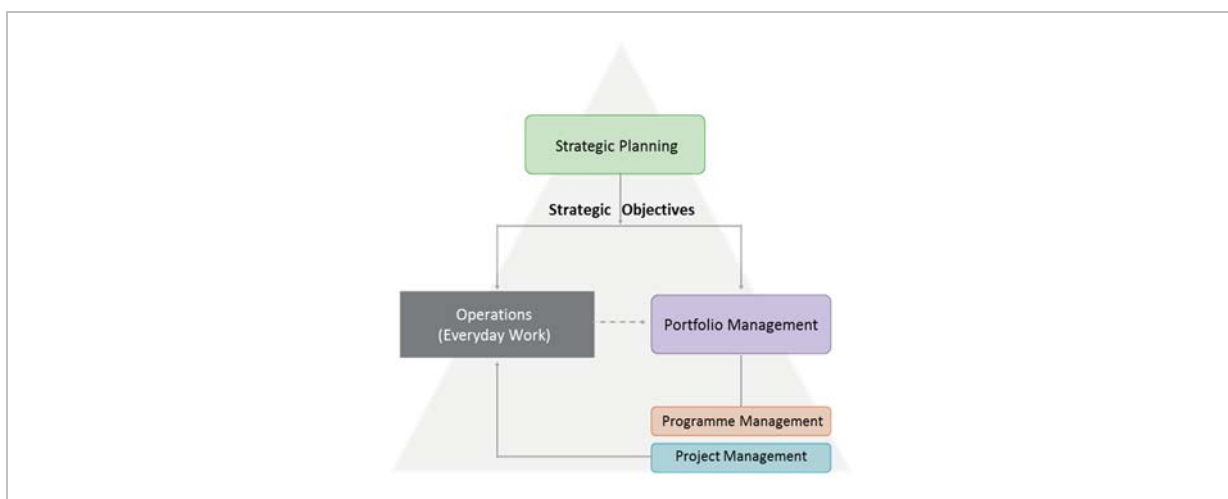 Strategic Planning
Strategic Objectives
Operations
(Everyday Work)
Portfolio Management
Programme Management
Project Management